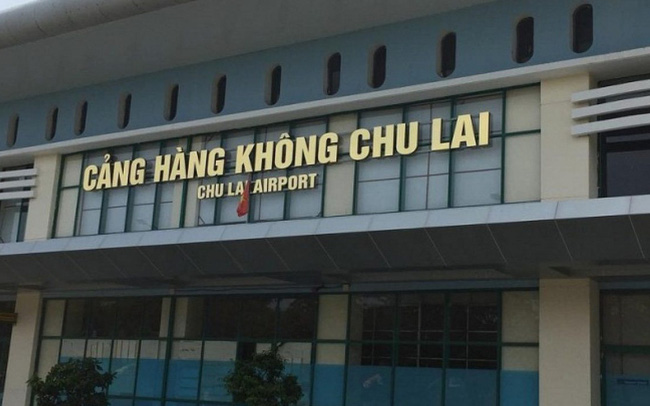 CẢNG HÀNG KHÔNG CHU LAI
CHU LAI AIRPORT